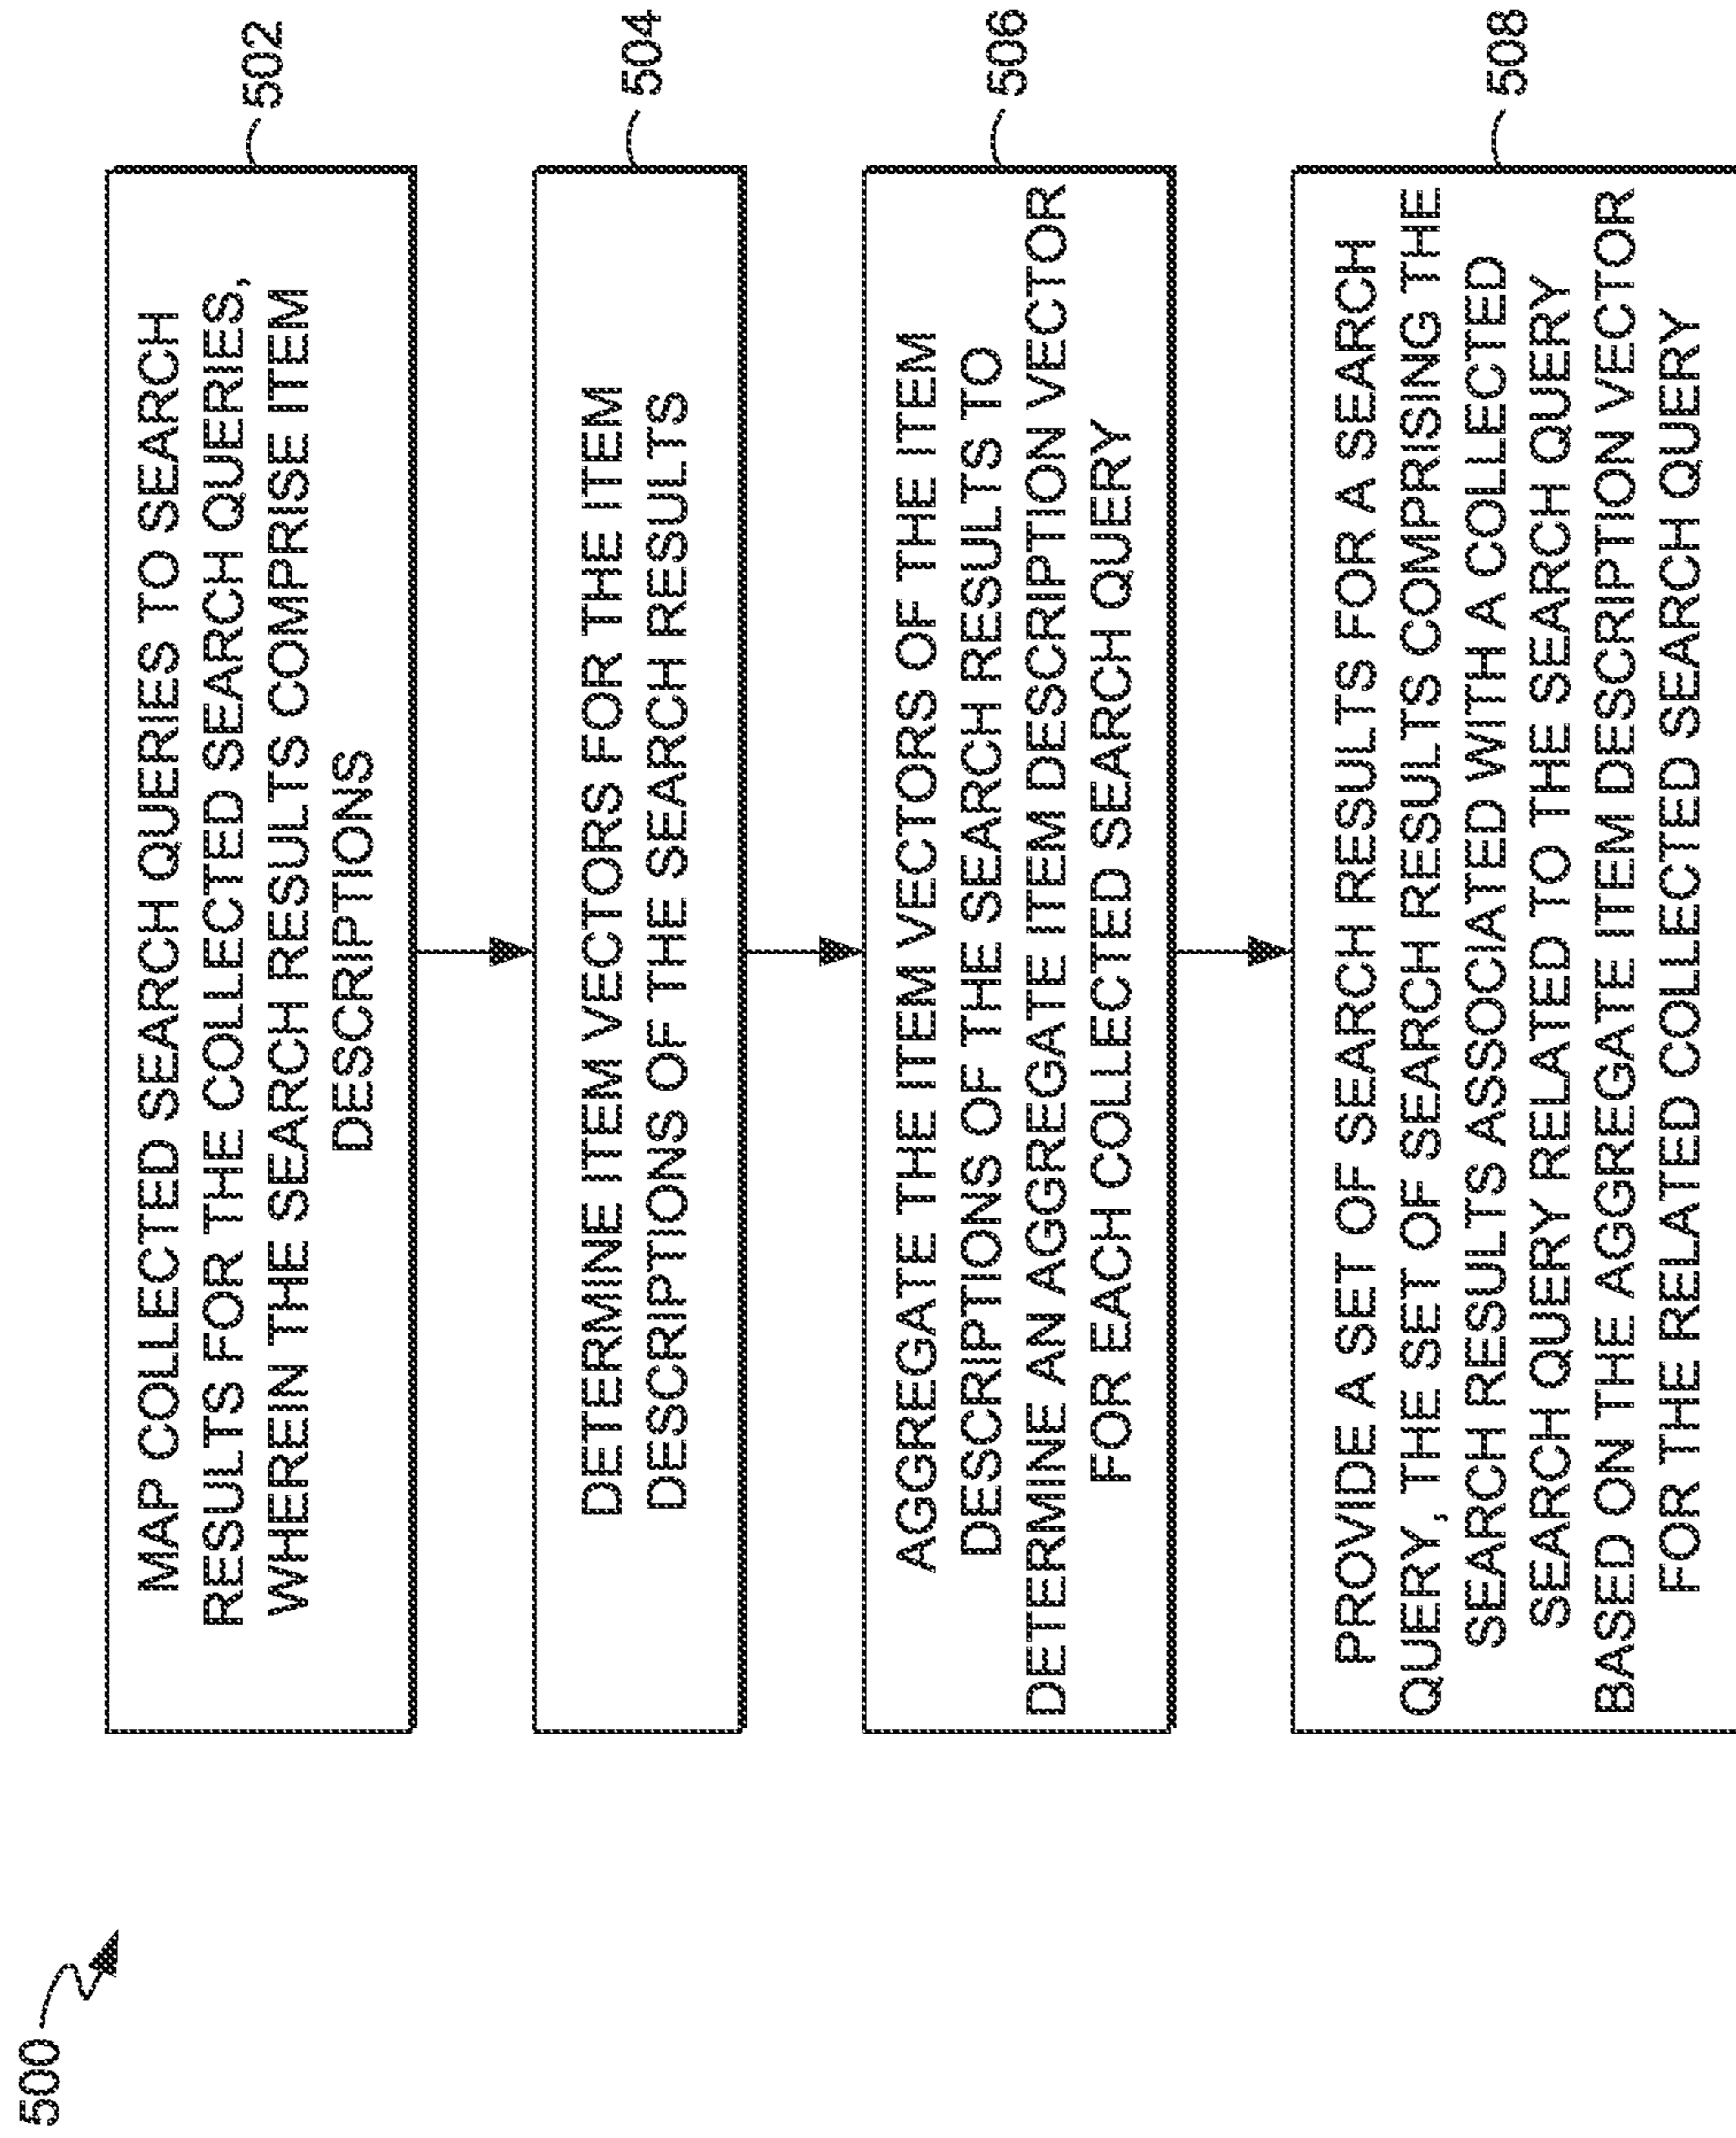 500
MAP COLLECTED SEARCH QUERIES TO SEARCH
RESULTS FOR THE COLLECTED SEARCH QUERIES,
WHEREIN THE SEARCH RESULTS COMPRISE ITEM
DESCRIPTIONS
502
DETERMINE ITEM VECTORS FOR THE ITEM
DESCRIPTIONS OF THE SEARCH RESULTS
504
AGGREGATE THE ITEM VECTORS OF THE ITEM
DESCRIPTIONS OF THE SEARCH RESULTS TO
DETERMINE AN AGGREGATE ITEM DESCRIPTION VECTOR
FOR EACH COLLECTED SEARCH QUERY
506
PROVIDE A SET OF SEARCH RESULTS FOR A SEARCH
QUERY, THE SET OF SEARCH RESULTS COMPRISING THE
SEARCH RESULTS ASSOCIATED WITH A COLLECTED
SEARCH QUERY RELATED TO THE SEARCH QUERY
BASED ON THE AGGREGATE ITEM DESCRIPTION VECTOR
FOR THE RELATED COLLECTED SEARCH QUERY
508